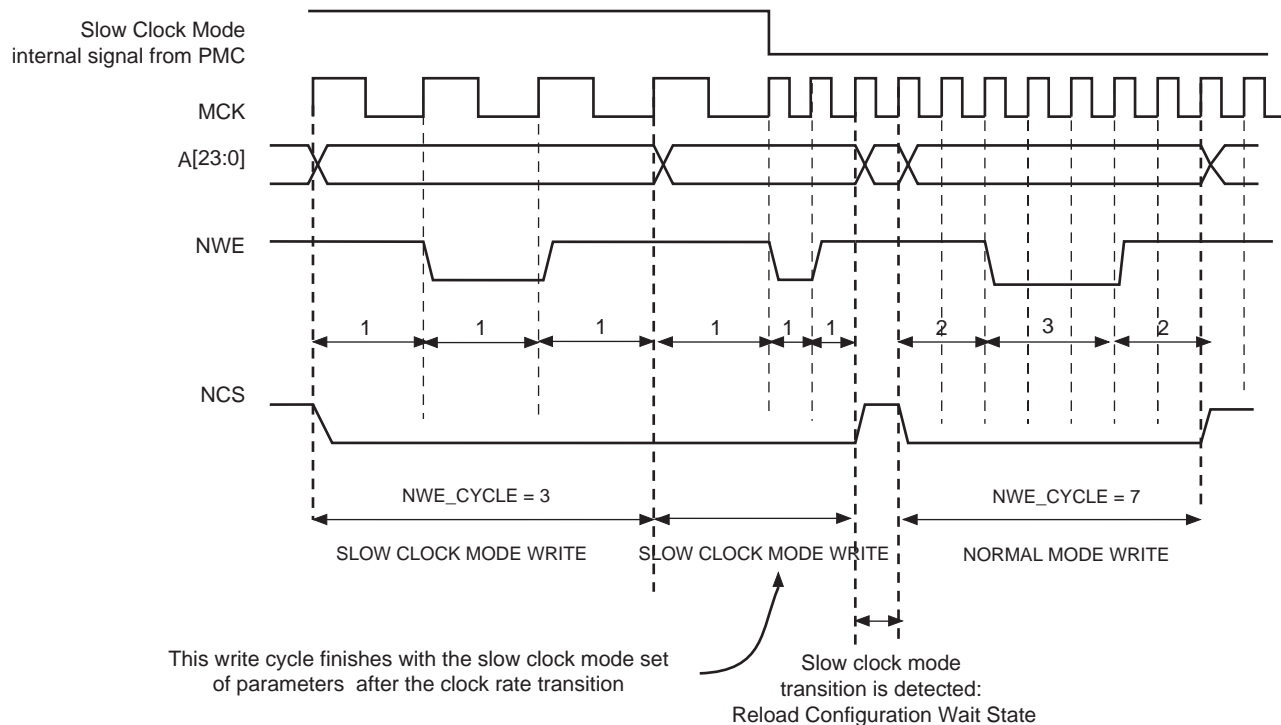 Slow Clock Mode
internal signal from PMC
MCK
A[23:0]
NWE
1 1 1 1 1 1 2 3 2
NCS
NWE_CYCLE = 3 NWE_CYCLE = 7
SLOW CLOCK MODE WRITE SLOW CLOCK MODE WRITE NORMAL MODE WRITE
This write cycle finishes with the slow clock mode set
of parameters after the clock rate transition
Slow clock mode
transition is detected:
Reload Configuration Wait State